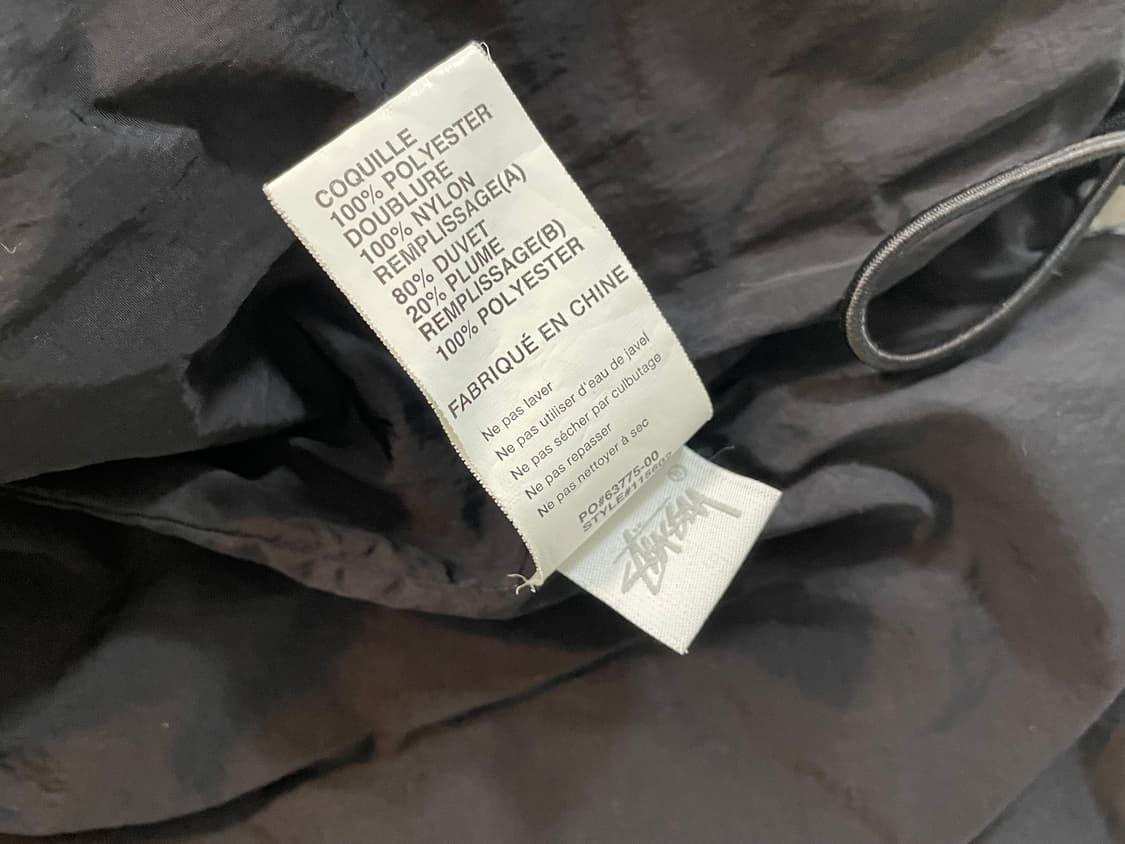 COQUILLE
100% POLYESTER
DOUBLURE
100% NYLON
REMPLISSAGE(A)
80% DUVET
20% PLUME
REMPLISSAGE(B)
100% POLYESTER
FABRIQUÉ EN CHINE
Ne pas laver
Ne pas utiliser d'eau de javel
Ne pas sécher par culbutage
Ne pas repasser
Ne pas nettoyer à sec
PO#63775-00
STYLE#115602
Stüssy ®